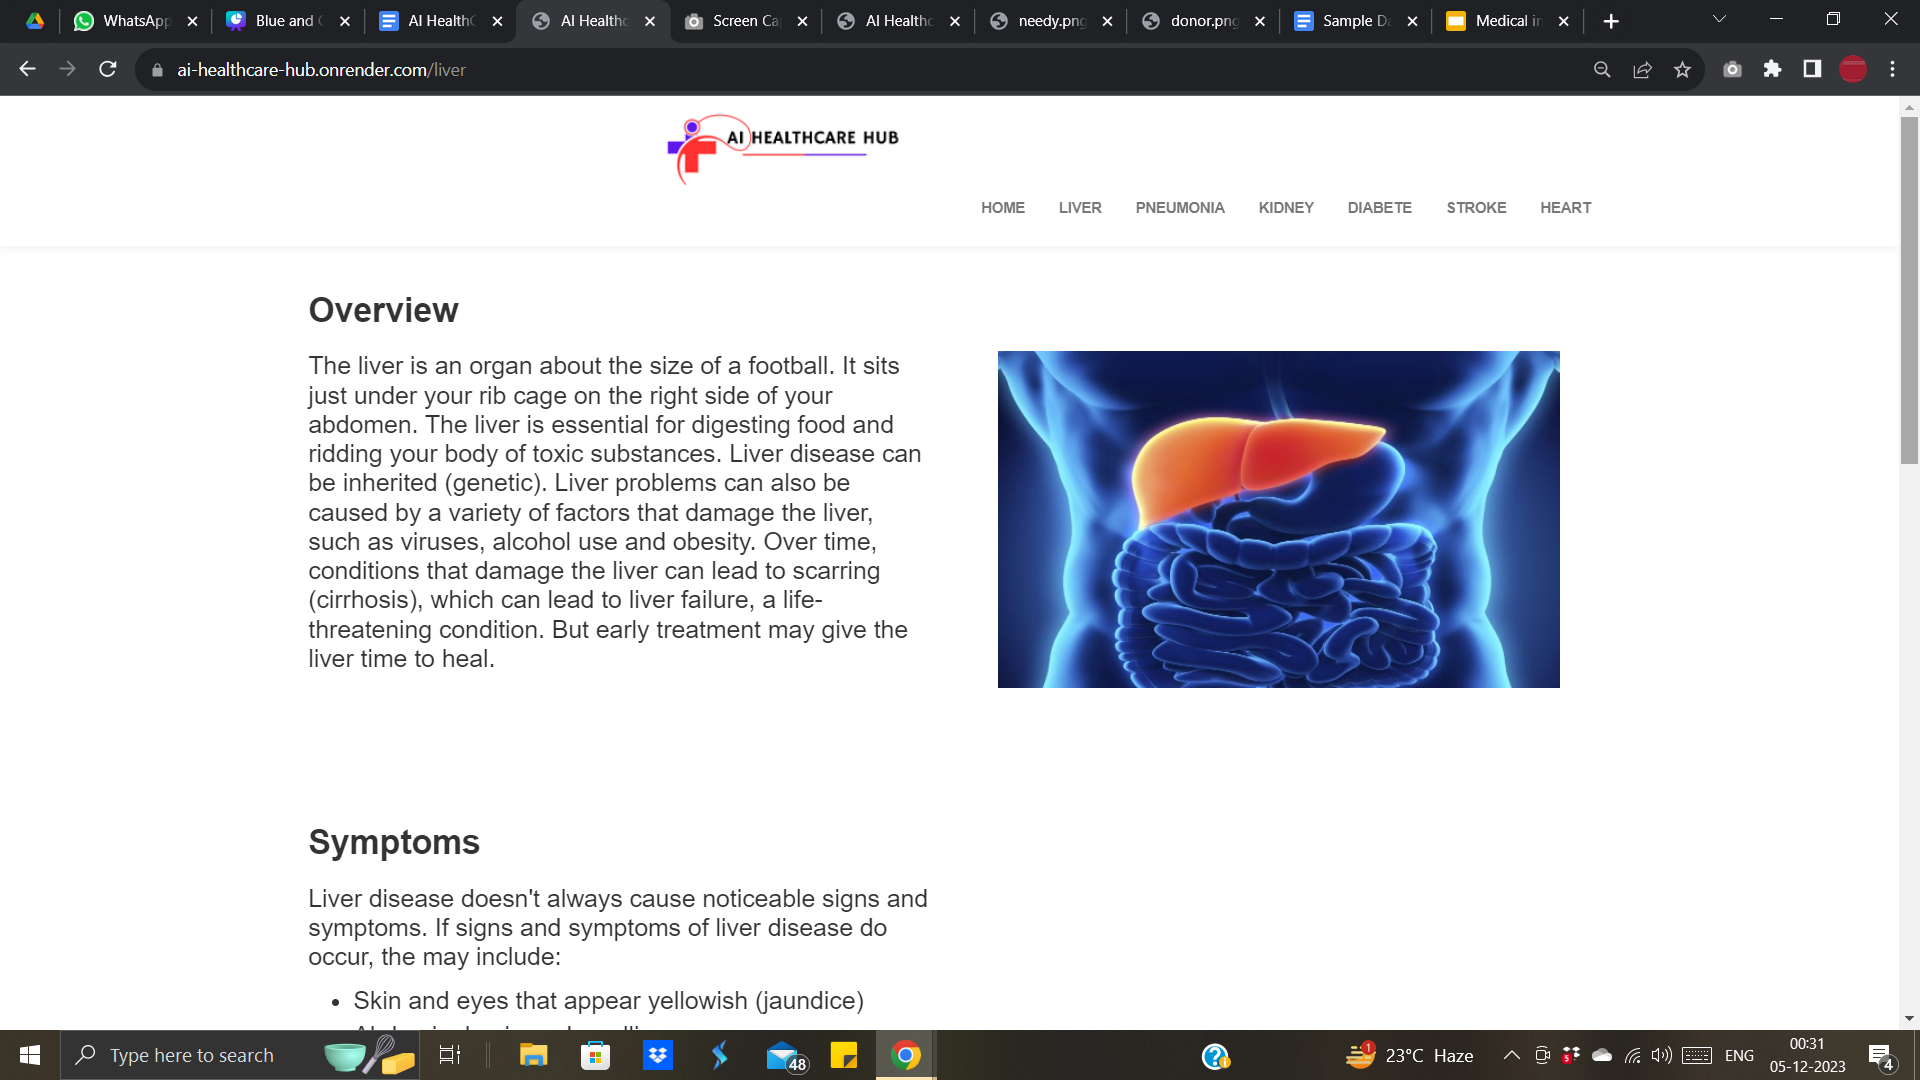 WhatsApp
Blue and
AI Health
AI Healthc
Screen Ca
AI Healthc
needy.png
donor.png
Sample Da
Medical in
ai-healthcare-hub.onrender.com/liver
AI HEALTHCARE HUB
HOME LIVER PNEUMONIA KIDNEY DIABETE STROKE HEART
Overview
The liver is an organ about the size of a football. It sits
just under your rib cage on the right side of your
abdomen. The liver is essential for digesting food and
ridding your body of toxic substances. Liver disease can
be inherited (genetic). Liver problems can also be
caused by a variety of factors that damage the liver,
such as viruses, alcohol use and obesity. Over time,
conditions that damage the liver can lead to scarring
(cirrhosis), which can lead to liver failure, a life-
threatening condition. But early treatment may give the
liver time to heal.
Symptoms
Liver disease doesn't always cause noticeable signs and
symptoms. If signs and symptoms of liver disease do
occur, the may include:
• Skin and eyes that appear yellowish (jaundice)
Type here to search
48
1
23°C Haze
5
ENG
00:31
05-12-2023
4